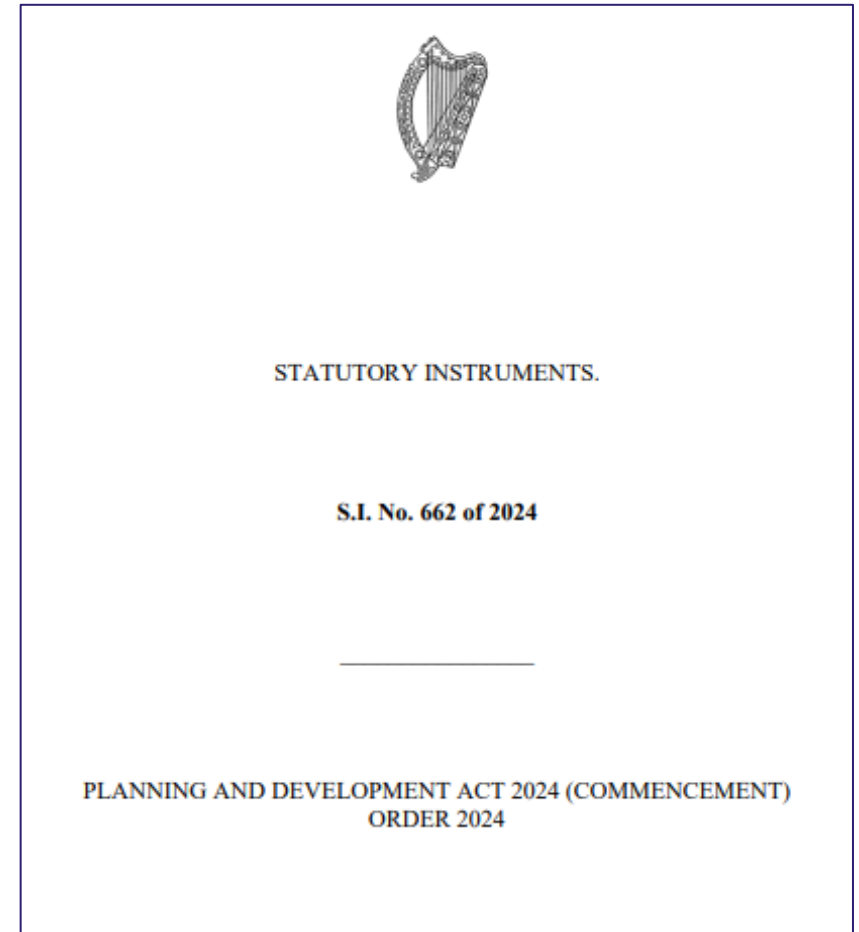 STATUTORY INSTRUMENTS.
S.I. No. 662 of 2024
PLANNING AND DEVELOPMENT ACT 2024 (COMMENCEMENT)
ORDER 2024